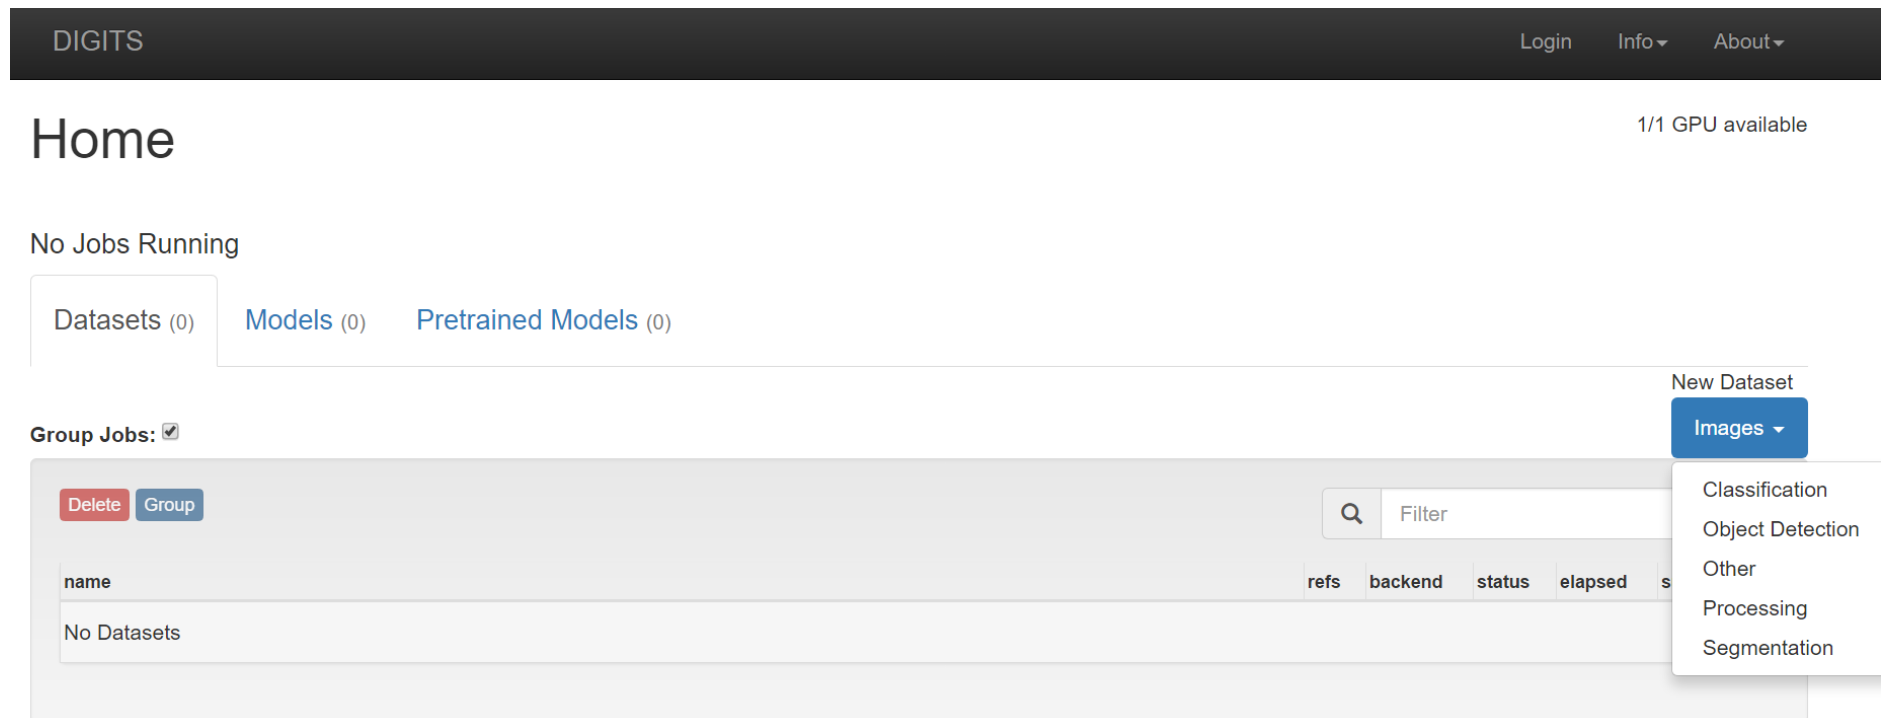 DIGITS Login Info About
Home
1/1 GPU available
No Jobs Running
Datasets (0) Models (0) Pretrained Models (0)
New Dataset
Group Jobs:
Images
Delete Group
Filter
Classification
Object Detection
Other
Processing
Segmentation
name refs backend status elapsed s
No Datasets